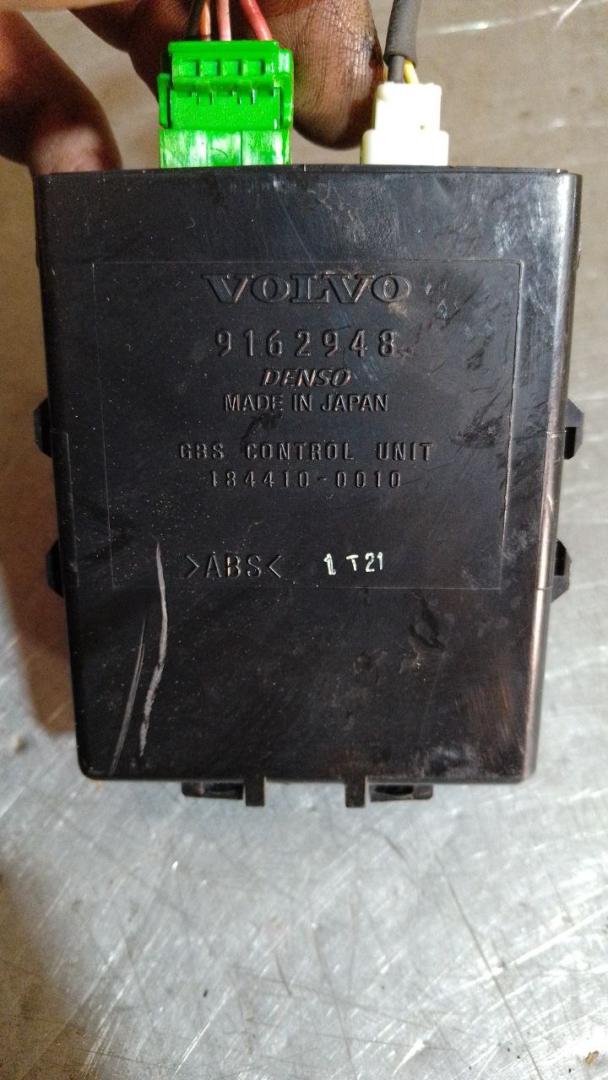 VOLVO
9162948
DENSO
MADE IN JAPAN
GBS CONTROL UNIT
184410-0010
>ABS< 1 T21